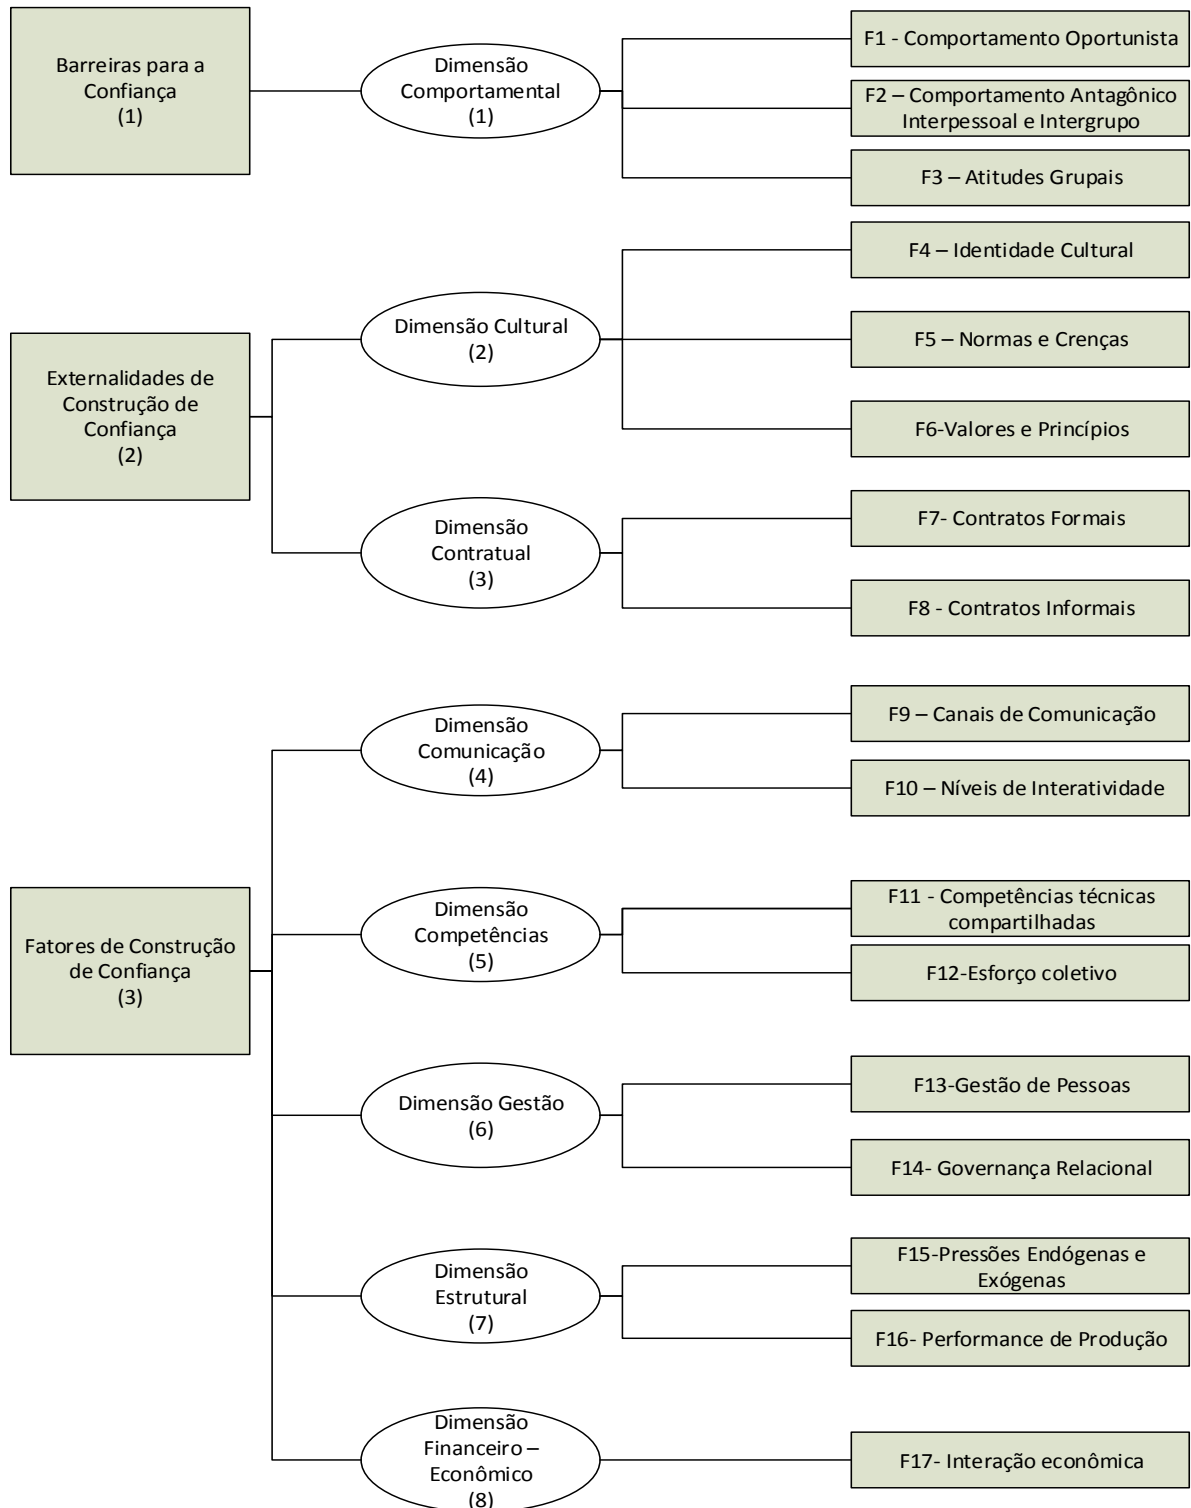 Barreiras para a
Confiança
(1)
Dimensão
Comportamental
(1)
F1 - Comportamento Oportunista
F2 – Comportamento Antagônico
Interpessoal e Intergrupo
F3 – Atitudes Grupais
Externalidades de
Construção de
Confiança
(2)
Dimensão Cultural
(2)
F4 – Identidade Cultural
F5 – Normas e Crenças
F6-Valores e Princípios
Dimensão
Contratual
(3)
F7- Contratos Formais
F8 - Contratos Informais
Fatores de Construção
de Confiança
(3)
Dimensão
Comunicação
(4)
F9 – Canais de Comunicação
F10 – Níveis de Interatividade
Dimensão
Competências
(5)
F11 - Competências técnicas
compartilhadas
F12-Esforço coletivo
Dimensão Gestão
(6)
F13-Gestão de Pessoas
F14- Governança Relacional
Dimensão
Estrutural
(7)
F15-Pressões Endógenas e
Exógenas
F16- Performance de Produção
Dimensão
Financeiro –
Econômico
(8)
F17- Interação econômica